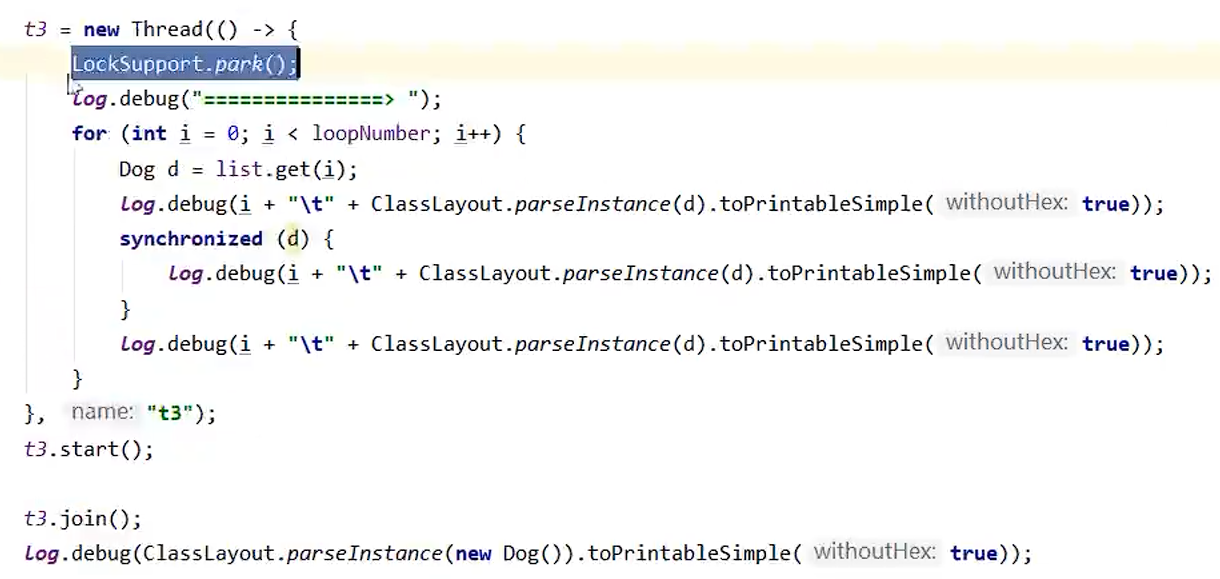 t3 = new Thread(() -> {
LockSupport.park();
log.debug("===============> ");
for (int i = 0; i < loopNumber; i++) {
Dog d = list.get(i);
log.debug(i + "\t" + ClassLayout.parseInstance(d).toPrintableSimple( withoutHex: true));
synchronized (d) {
log.debug(i + "\t" + ClassLayout.parseInstance(d).toPrintableSimple( withoutHex: true));
}
log.debug(i + "\t" + ClassLayout.parseInstance(d).toPrintableSimple( withoutHex: true));
}
}, name: "t3");
t3.start();
t3.join();
log.debug(ClassLayout.parseInstance(new Dog()).toPrintableSimple( withoutHex: true));